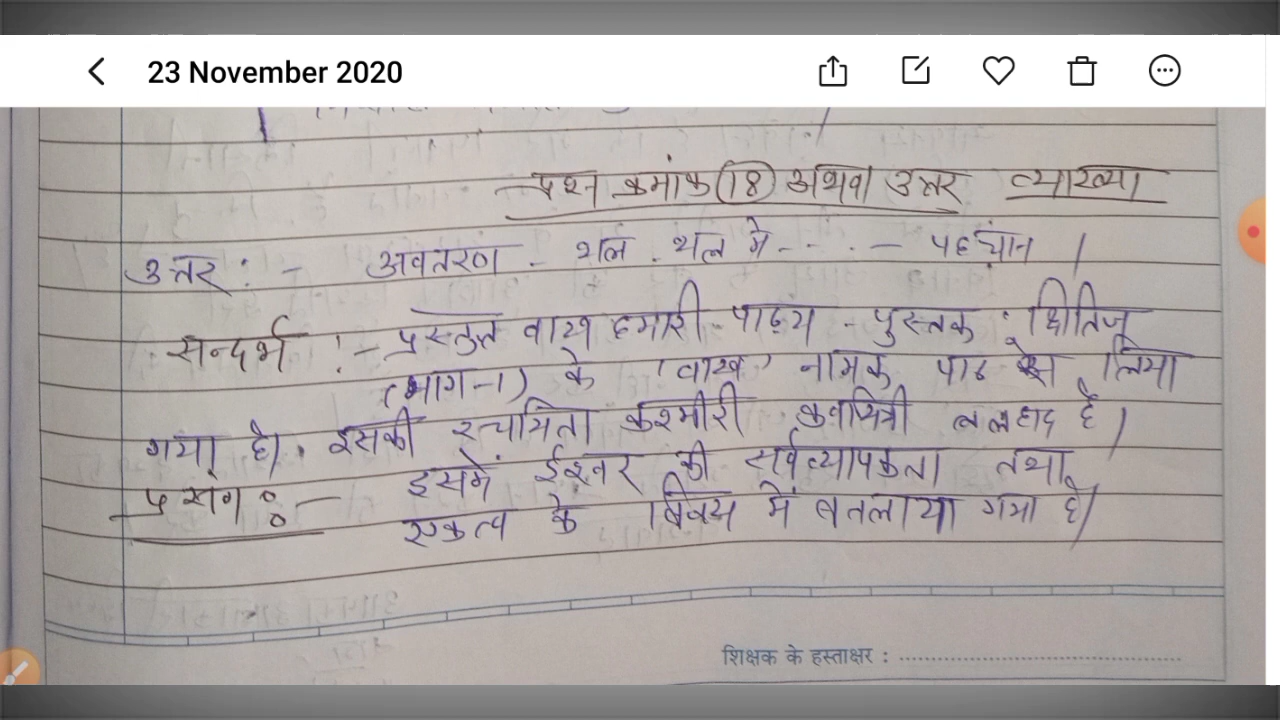 23 November 2020
प्रश्न क्रमांक (18) अथवा उत्तर व्याख्या
उत्तर :- अवतरण - थल . थल मे - - . - पहचान ।
सन्दर्भ :- प्रस्तुत वाख हमारी पाठ्य - पुस्तक : क्षितिज
(भाग-1) के 'वाख' नामक पाठ से लिया
गया है। इसकी रचयिता कश्मीरी कवयित्री ललद्यद है।
प्रसंग :- इसमें ईश्वर की सर्वव्यापकता तथा
एकत्व के विषय में बतलाया गया है।
शिक्षक के हस्ताक्षर :